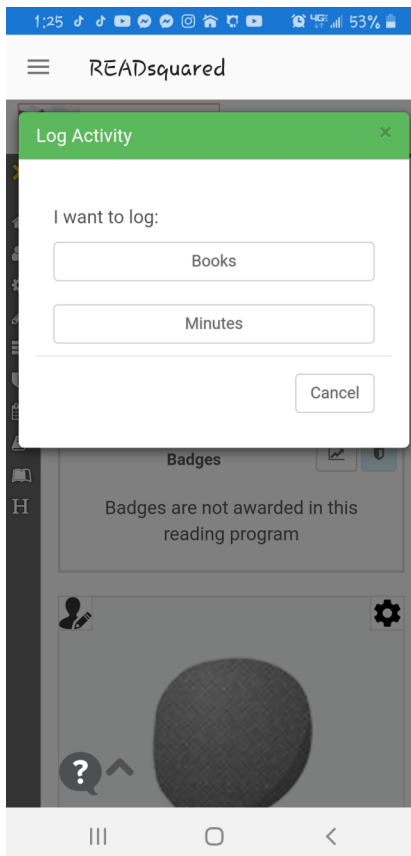 1:25 4G 53%
READsquared
Log Activity ×
I want to log:
Books
Minutes
Cancel
Badges
H
Badges are not awarded in this
reading program
?